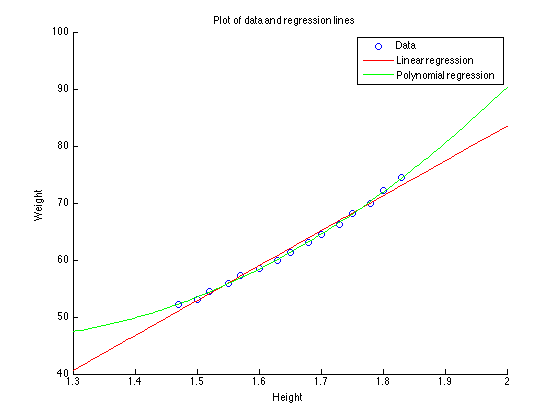 Plot of data and regression lines
100
90
80
70
60
50
40
Weight
Data
Linear regression
Polynomial regression
1.3 1.4 1.5 1.6 1.7 1.8 1.9 2
Height